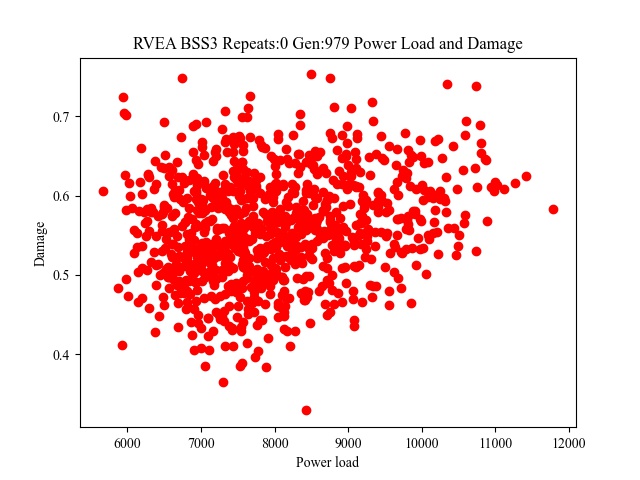 RVEA BSS3 Repeats:0 Gen:979 Power Load and Damage
0.7
0.6
0.5
0.4
Damage
6000 7000 8000 9000 10000 11000 12000
Power load